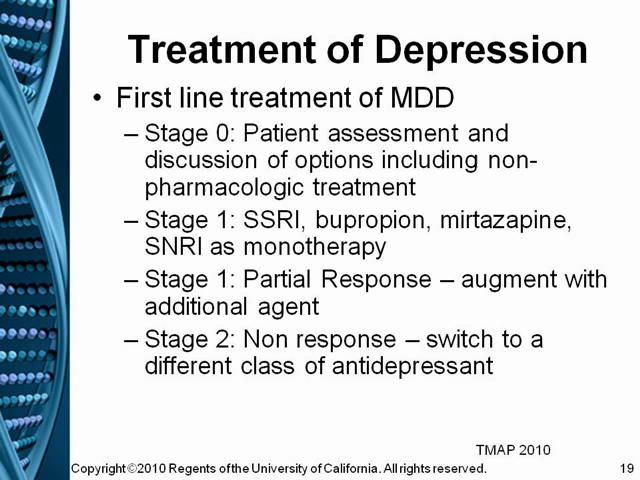 Treatment of Depression
• First line treatment of MDD
– Stage 0: Patient assessment and
discussion of options including non-
pharmacologic treatment
– Stage 1: SSRI, bupropion, mirtazapine,
SNRI as monotherapy
– Stage 1: Partial Response – augment with
additional agent
– Stage 2: Non response – switch to a
different class of antidepressant
TMAP 2010
Copyright ©2010 Regents of the University of California. All rights reserved. 19